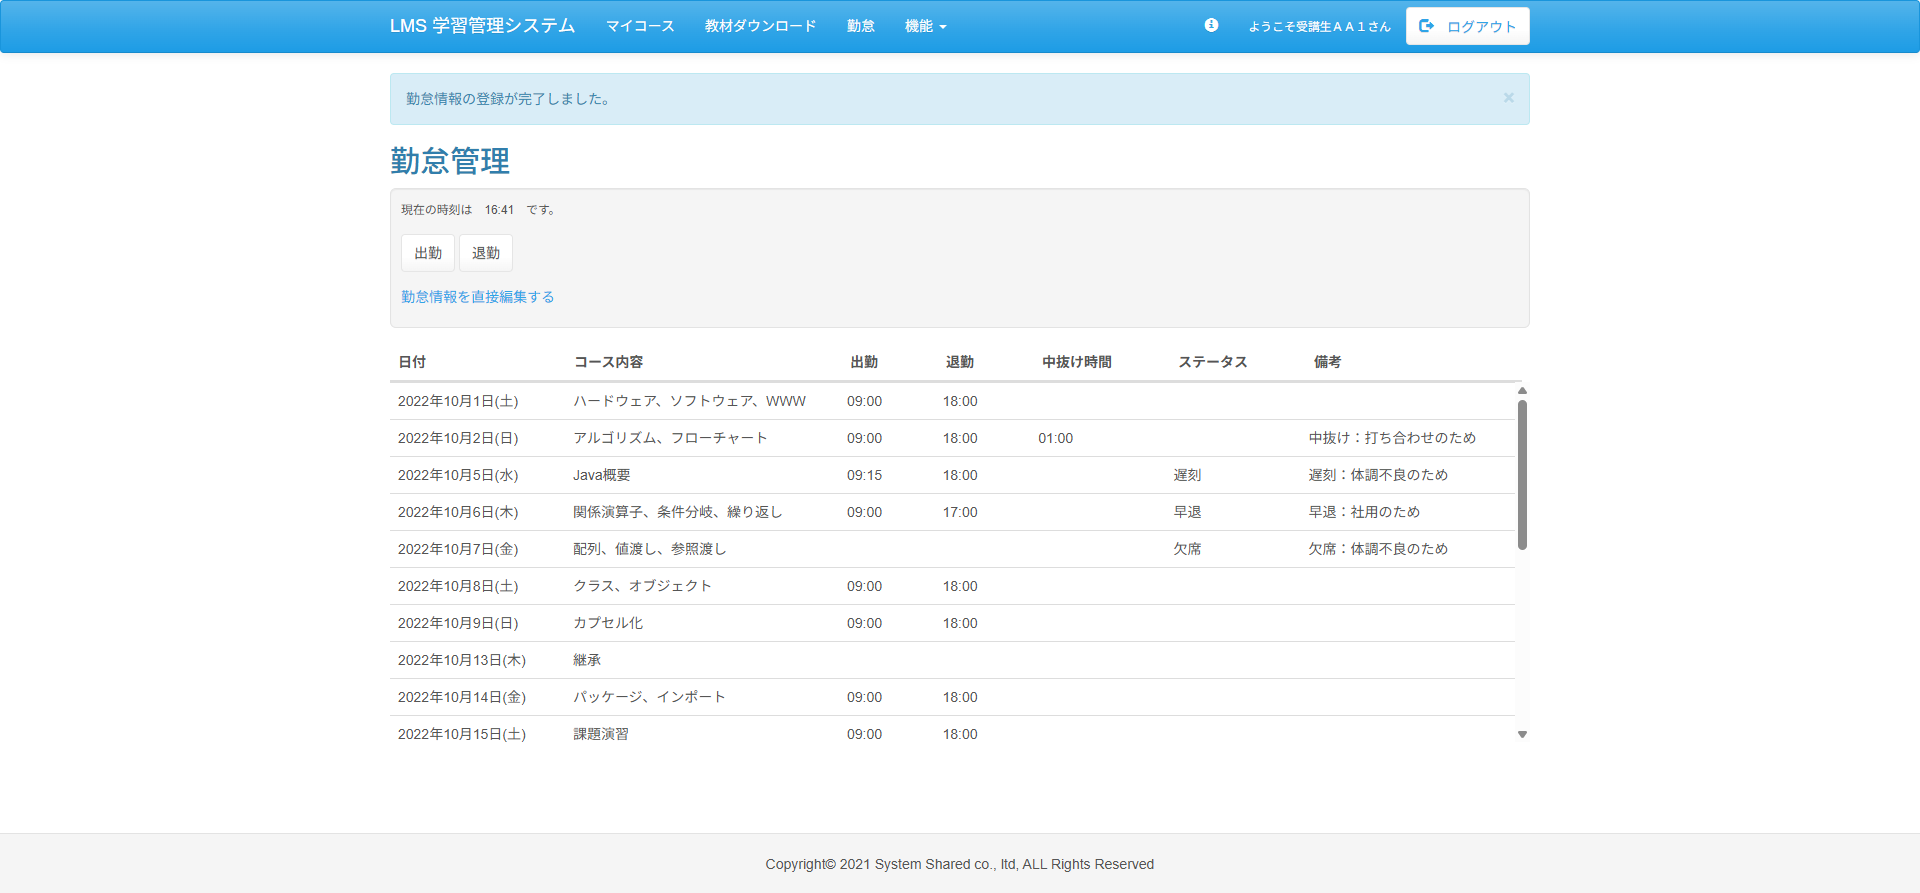 LMS 学習管理システム マイコース 教材ダウンロード 勤怠 機能 ようこそ受講生ＡＡ１さん ログアウト
勤怠情報の登録が完了しました。 ×
勤怠管理
現在の時刻は 16:41 です。
出勤 退勤
勤怠情報を直接編集する
日付 コース内容 出勤 退勤 中抜け時間 ステータス 備考
2022年10月1日(土) ハードウェア、ソフトウェア、WWW 09:00 18:00
2022年10月2日(日) アルゴリズム、フローチャート 09:00 18:00 01:00 中抜け：打ち合わせのため
2022年10月5日(水) Java概要 09:15 18:00 遅刻 遅刻：体調不良のため
2022年10月6日(木) 関係演算子、条件分岐、繰り返し 09:00 17:00 早退 早退：社用のため
2022年10月7日(金) 配列、値渡し、参照渡し 欠席 欠席：体調不良のため
2022年10月8日(土) クラス、オブジェクト 09:00 18:00
2022年10月9日(日) カプセル化 09:00 18:00
2022年10月13日(木) 継承
2022年10月14日(金) パッケージ、インポート 09:00 18:00
2022年10月15日(土) 課題演習 09:00 18:00
Copyright© 2021 System Shared co., ltd, ALL Rights Reserved